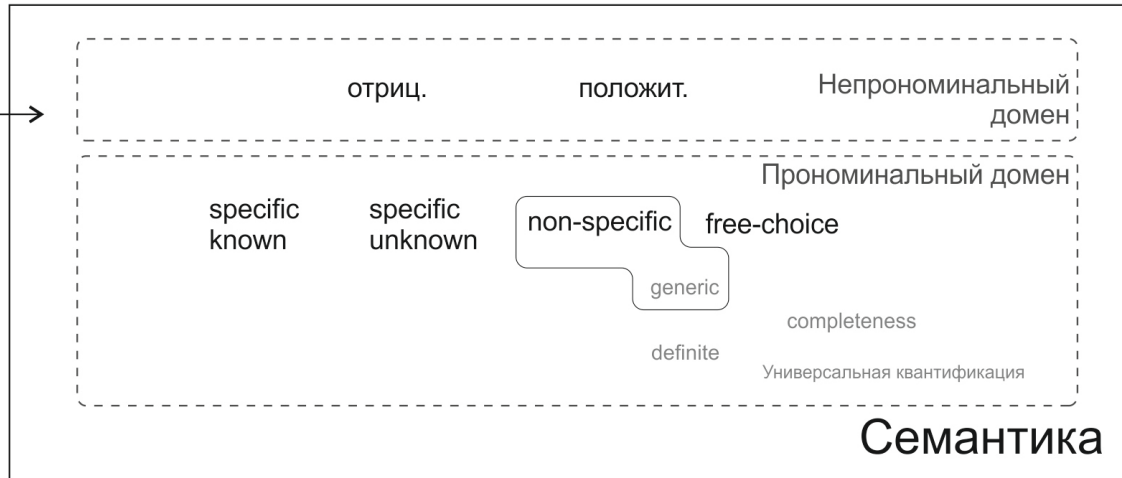 отриц.
положит.
Непрономинальный
домен
Прономинальный домен
specific
known
specific
unknown
non-specific
free-choice
generic
completeness
definite
Универсальная квантификация
Семантика